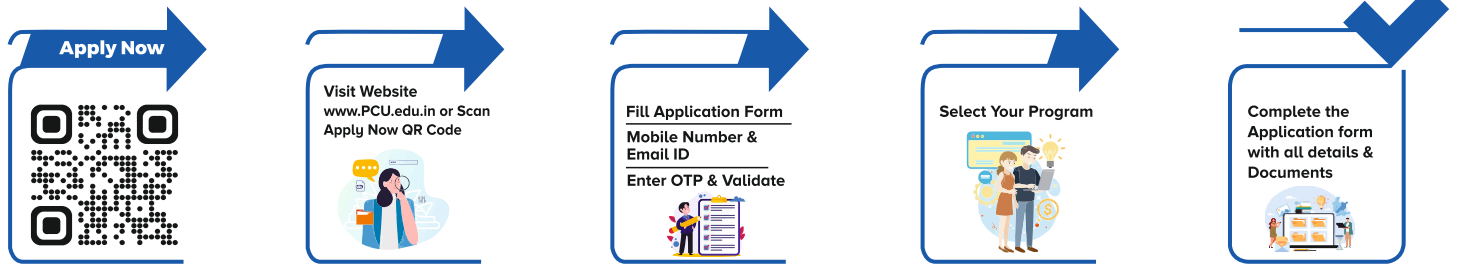 Apply Now
Visit Website
www.PCU.edu.in or Scan
Apply Now QR Code
Fill Application Form
Mobile Number &
Email ID
Enter OTP & Validate
Select Your Program
Complete the
Application form
with all details &
Documents